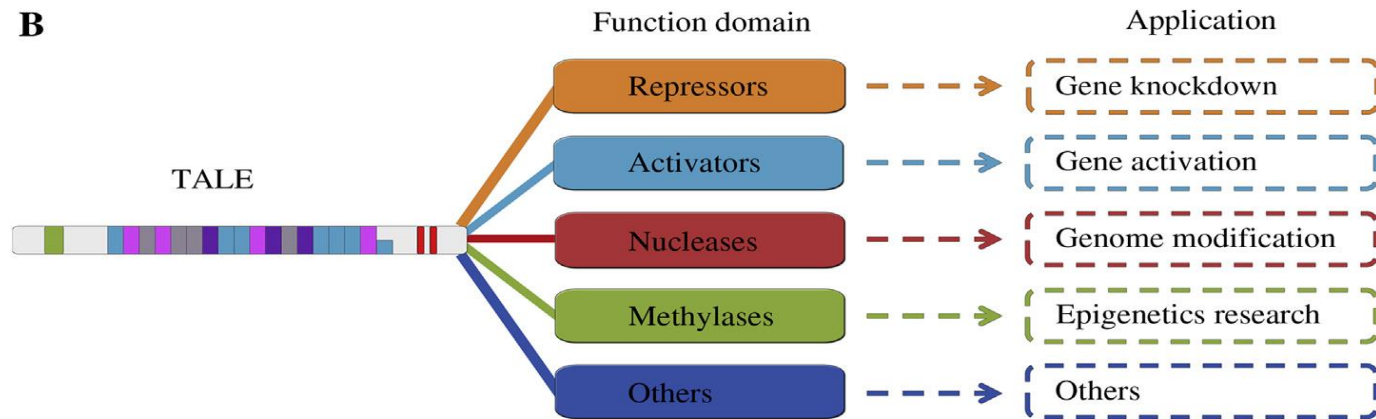 B
Function domain
Application
TALE
Repressors
Gene knockdown
Activators
Gene activation
Nucleases
Genome modification
Methylases
Epigenetics research
Others
Others